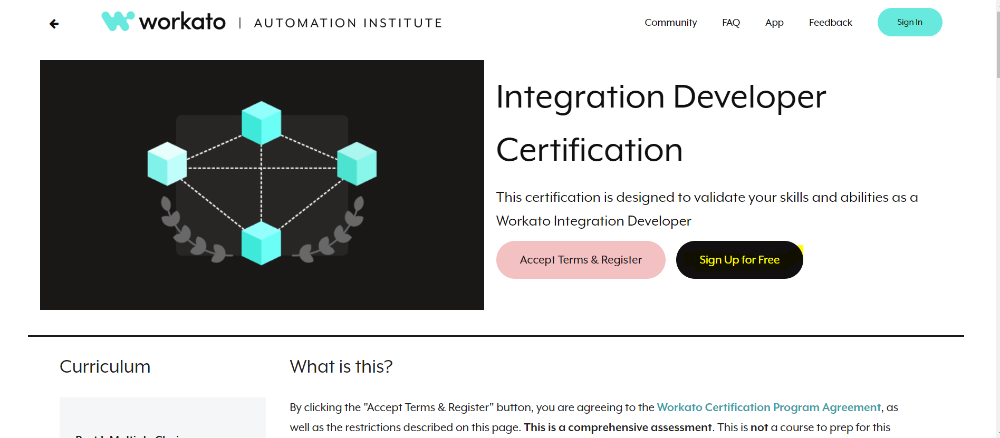 workato | AUTOMATION INSTITUTE
Community FAQ App Feedback Sign In
Integration Developer
Certification
This certification is designed to validate your skills and abilities as a
Workato Integration Developer
Accept Terms & Register Sign Up for Free
Curriculum
What is this?
By clicking the "Accept Terms & Register" button, you are agreeing to the Workato Certification Program Agreement, as
well as the restrictions described on this page. This is a comprehensive assessment. This is not a course to prep for this